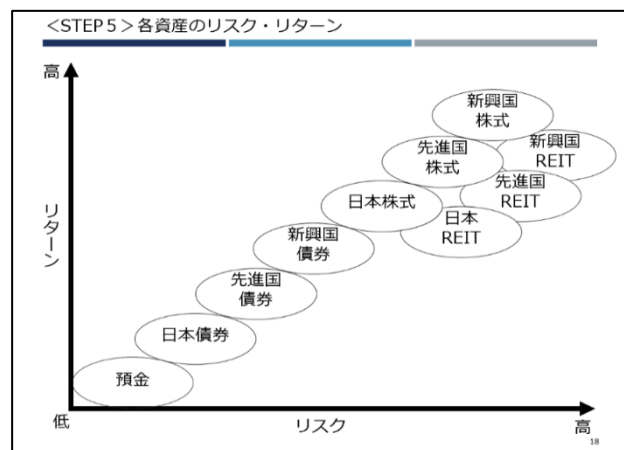 ＜STEP５＞各資産のリスク・リターン
高
新興国
株式
新興国
REIT
先進国
株式
先進国
REIT
日本株式
日本
REIT
リターン
新興国
債券
先進国
債券
日本債券
預金
低
リスク
高
18